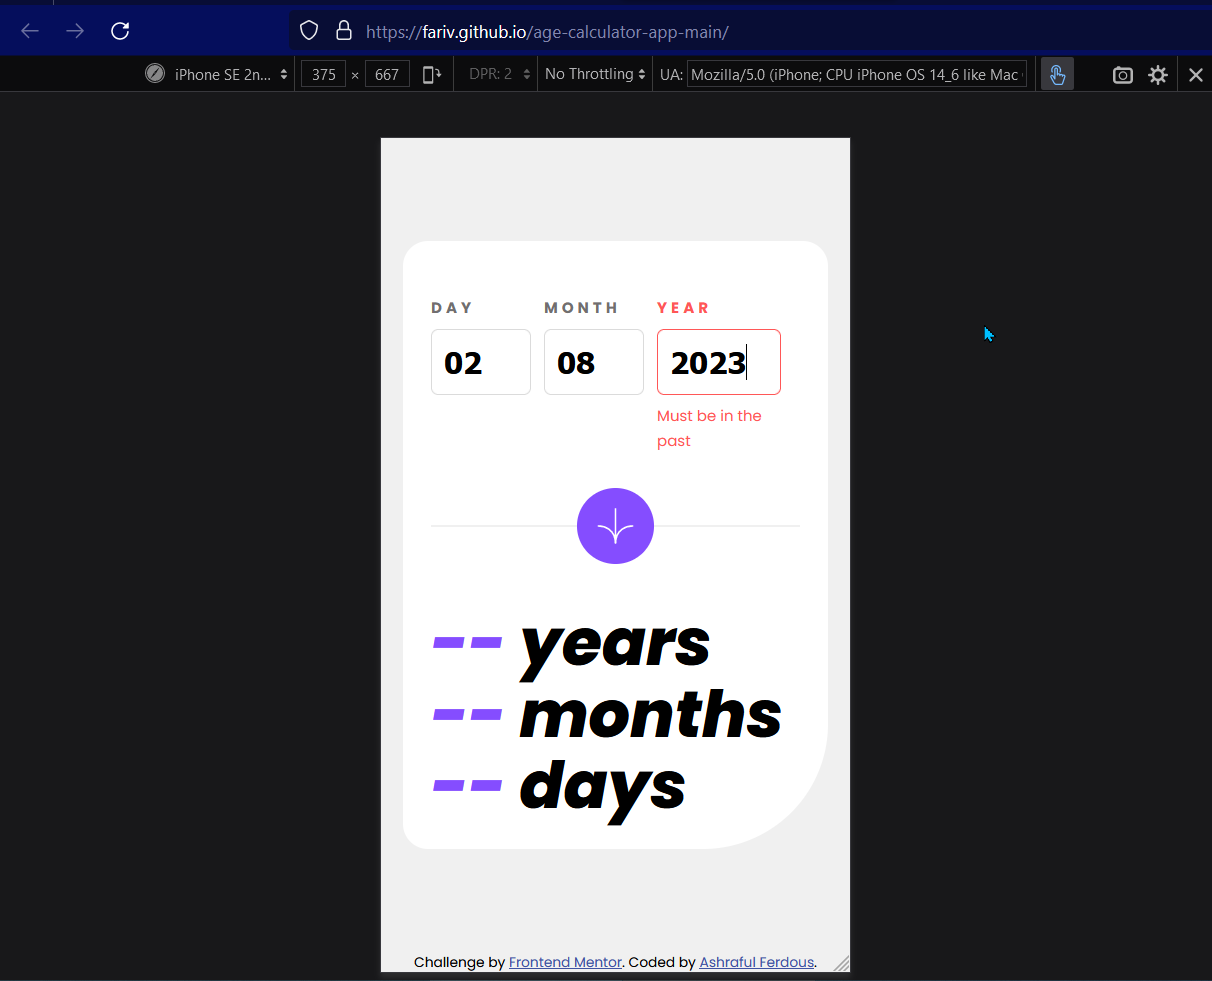 https://fariv.github.io/age-calculator-app-main/
iPhone SE 2n... 375 × 667 DPR: 2 No Throttling UA: Mozilla/5.0 (iPhone; CPU iPhone OS 14_6 like Mac
DAY MONTH YEAR
02 08 2023
Must be in the
past
-- years
-- months
-- days
Challenge by Frontend Mentor. Coded by Ashraful Ferdous.